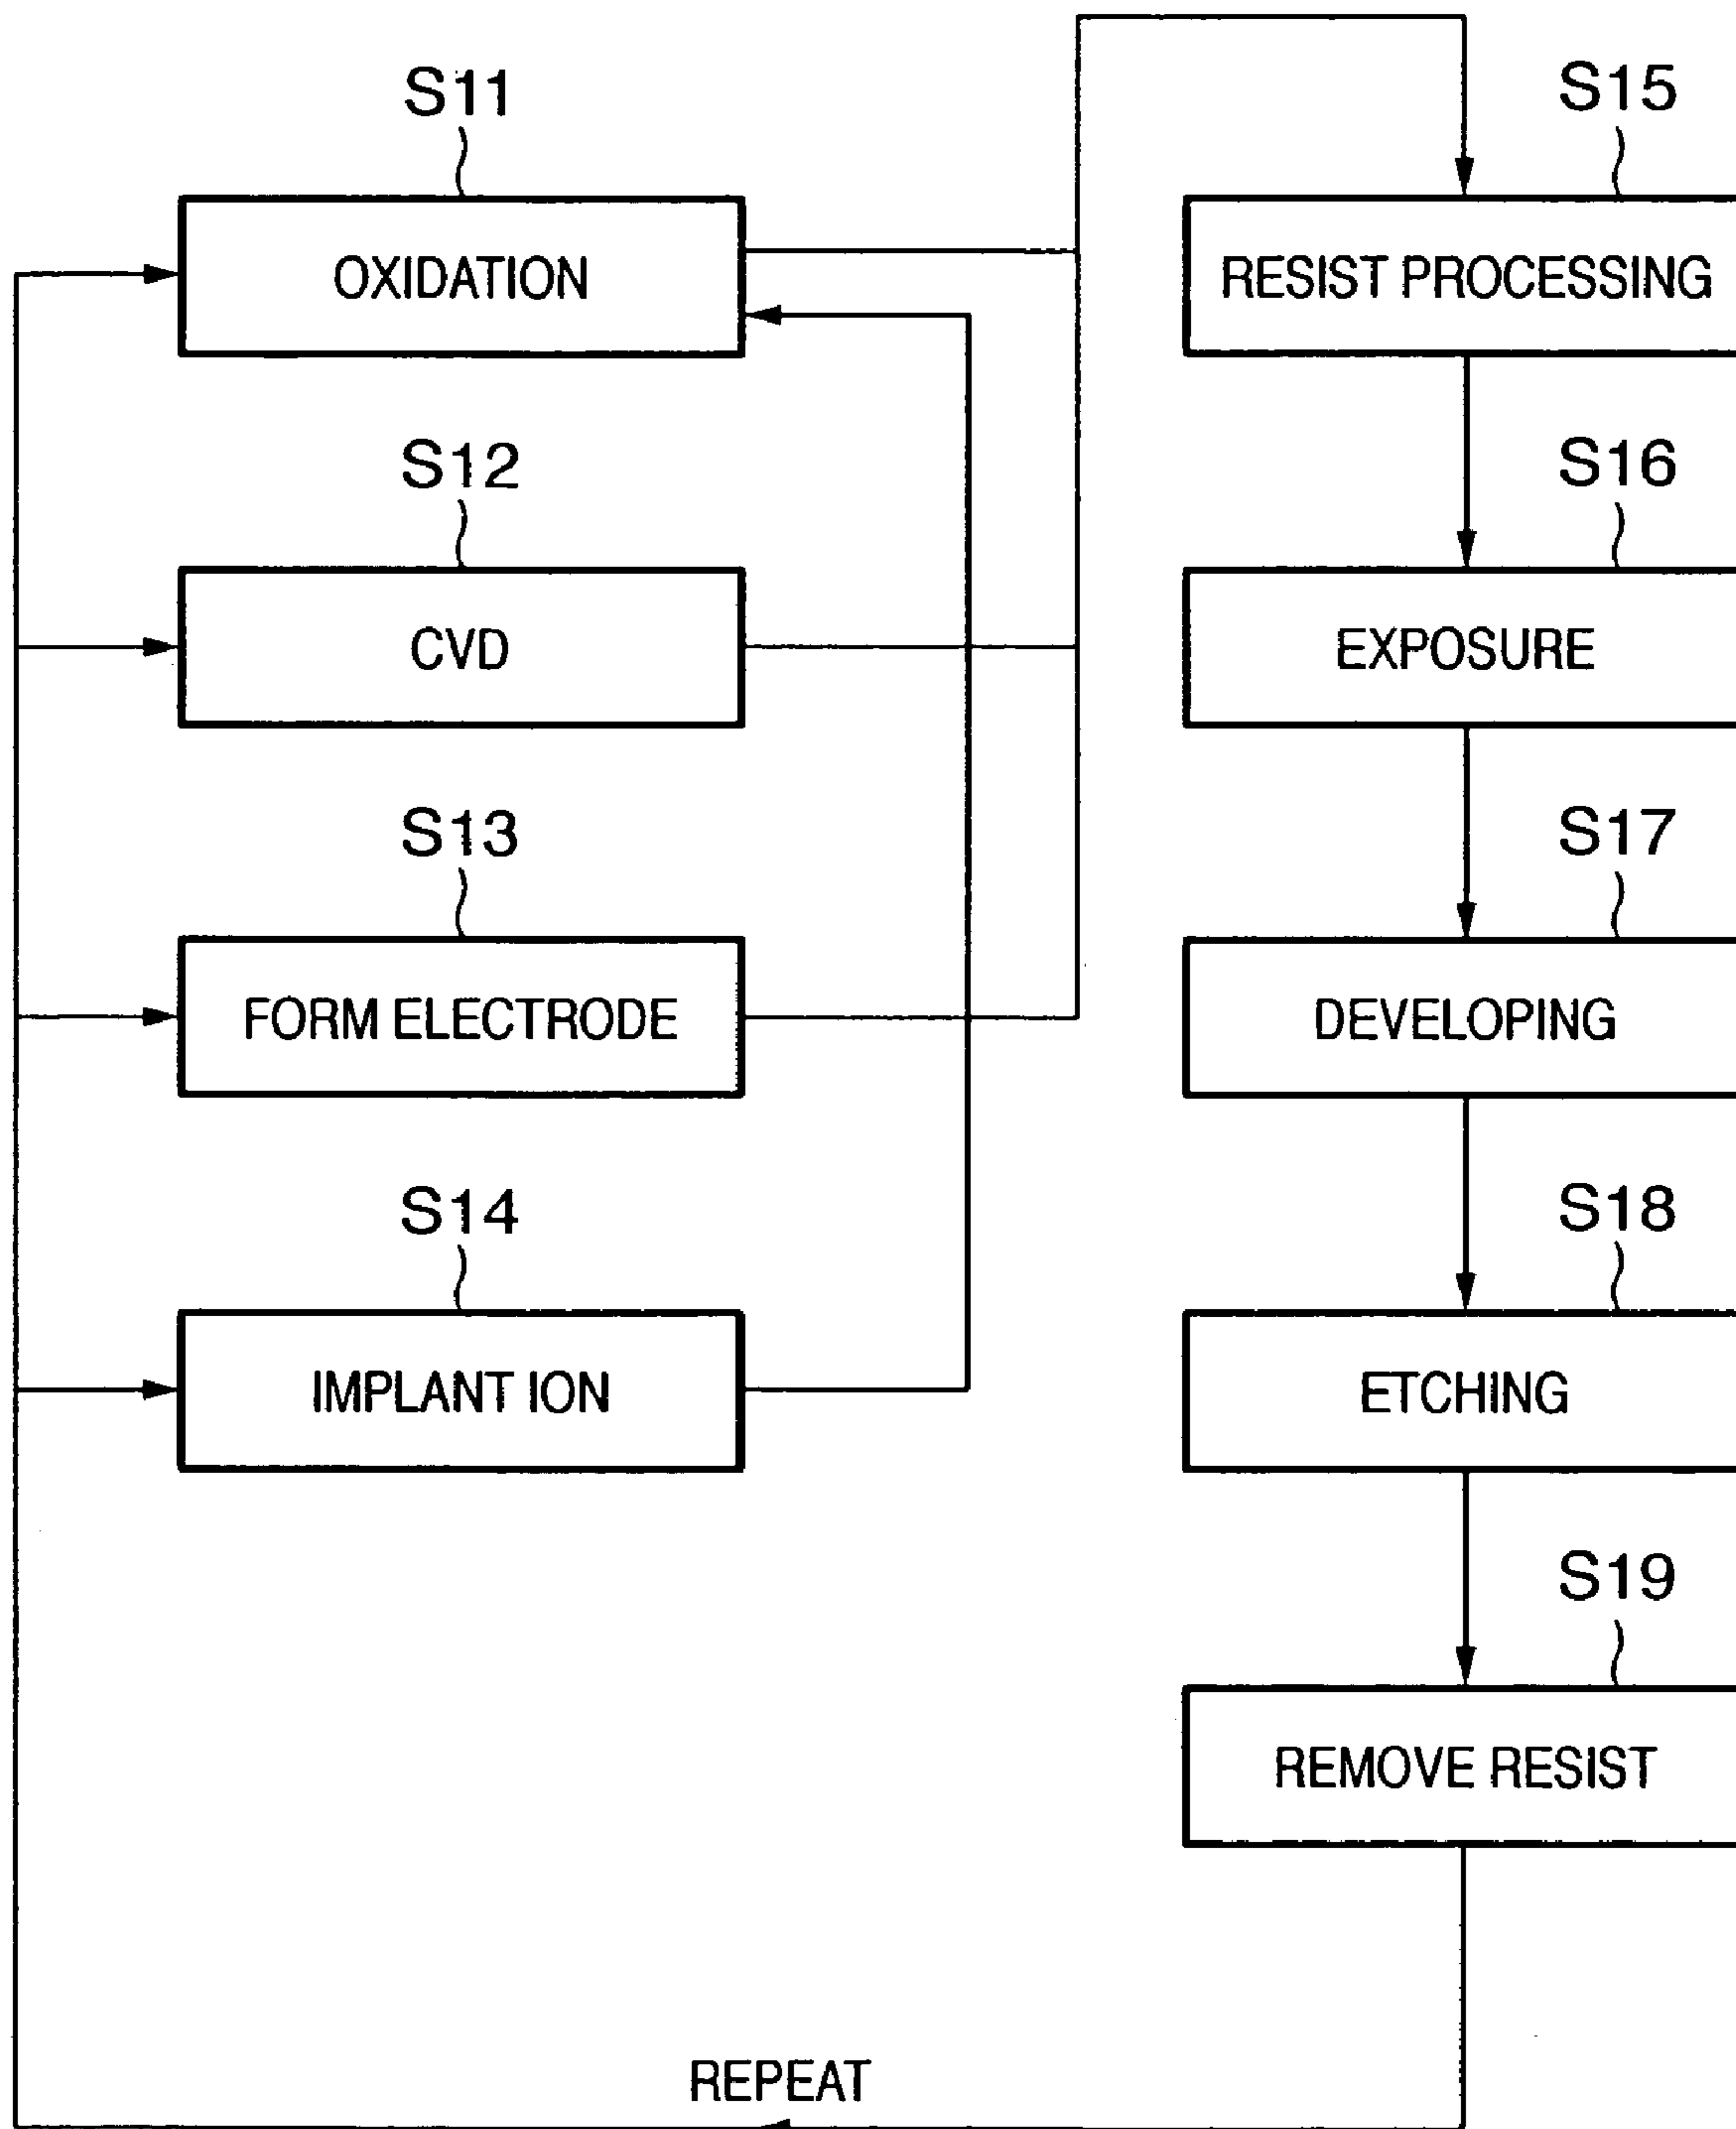 S11
OXIDATION
S12
CVD
S13
FORM ELECTRODE
S14
IMPLANT ION
S15
RESIST PROCESSING
S16
EXPOSURE
S17
DEVELOPING
S18
ETCHING
S19
REMOVE RESIST
REPEAT